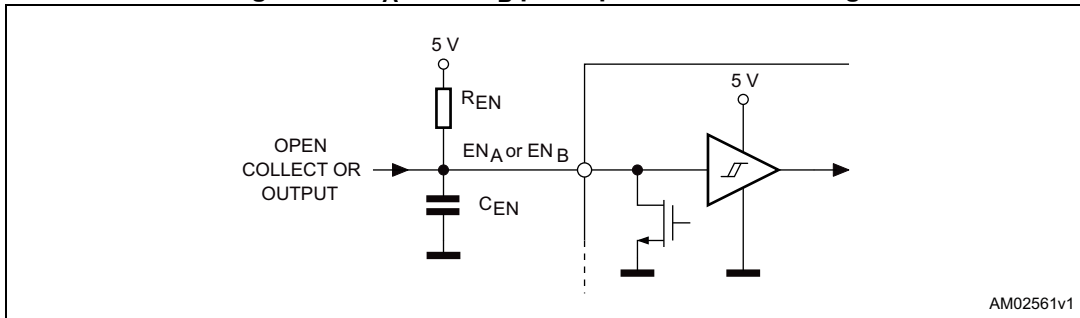 5 V
5 V
R_EN
OPEN
COLLECT OR
OUTPUT
EN_A or EN_B
C_EN
AM02561v1